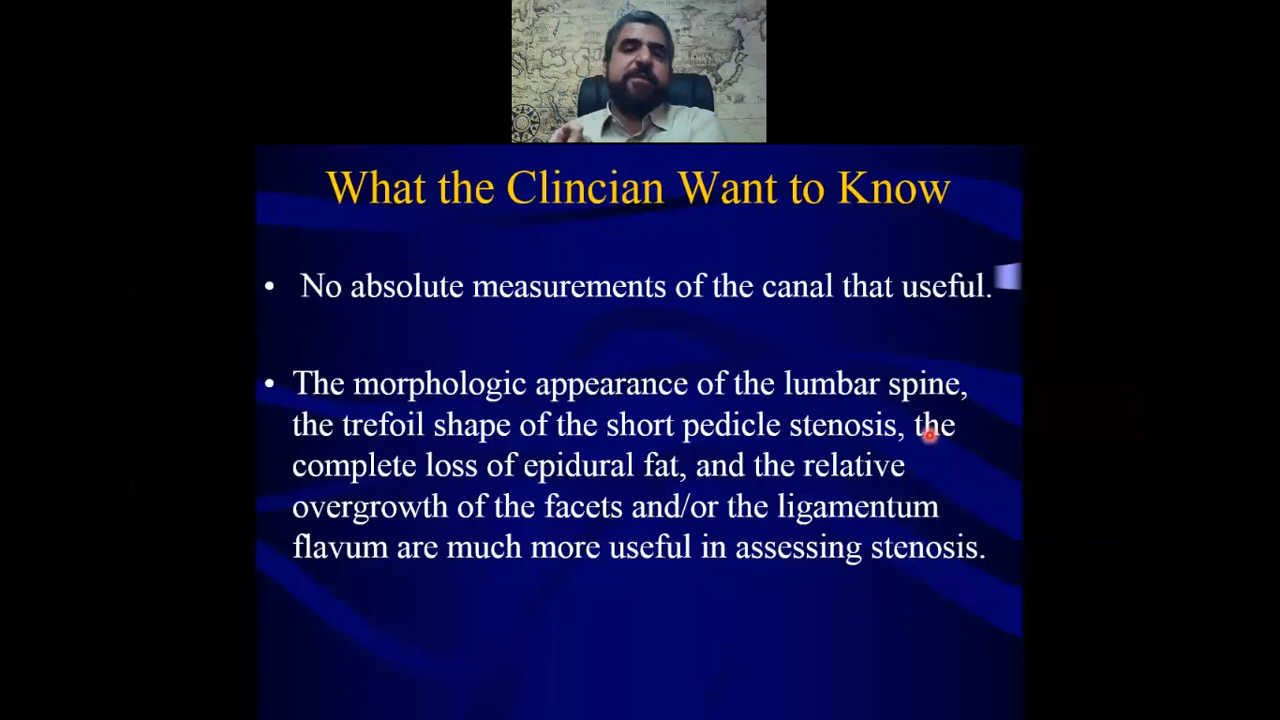 What the Clincian Want to Know
• No absolute measurements of the canal that useful.
• The morphologic appearance of the lumbar spine,
the trefoil shape of the short pedicle stenosis, the
complete loss of epidural fat, and the relative
overgrowth of the facets and/or the ligamentum
flavum are much more useful in assessing stenosis.